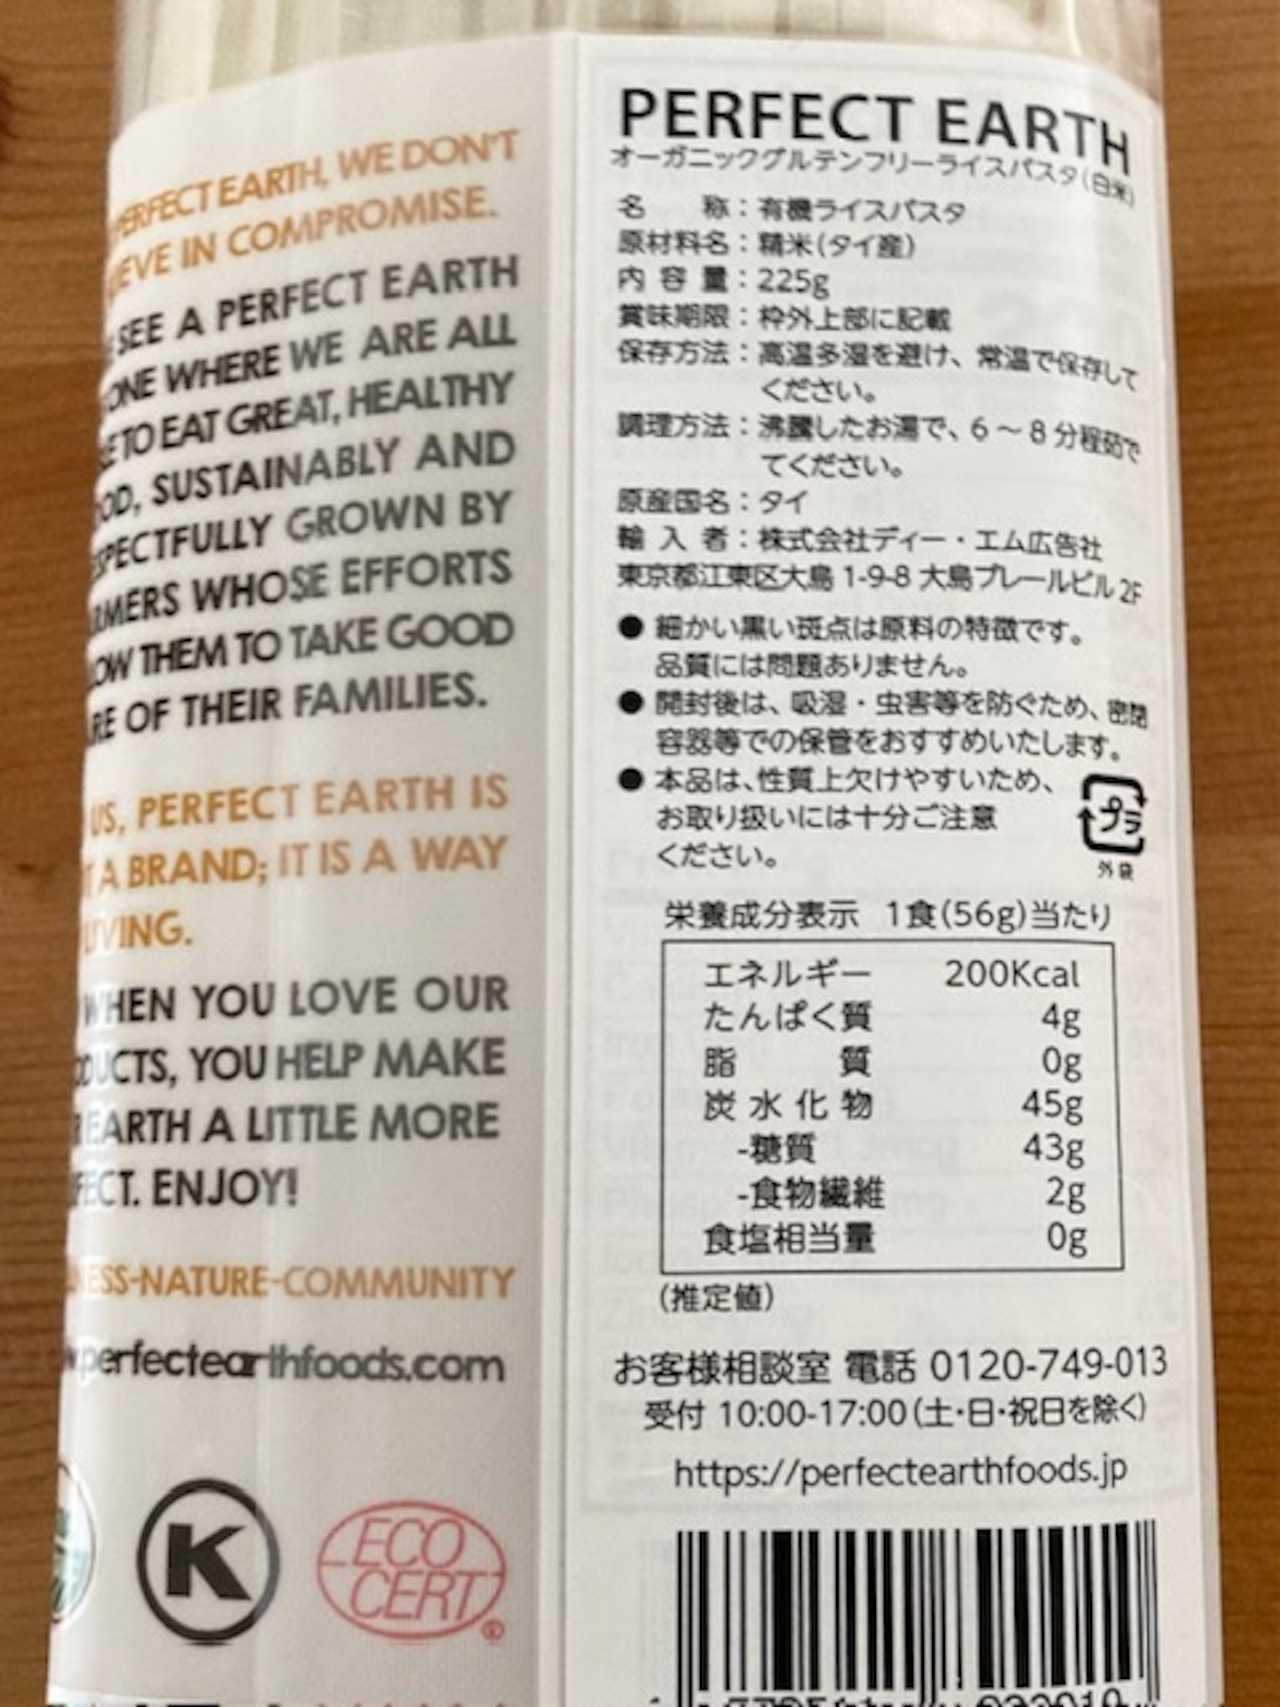 PERFECT EARTH, WE DON'T
IN COMPROMISE.
SEE A PERFECT EARTH
ONE WHERE WE ARE ALL
TO EAT GREAT, HEALTHY
SUSTAINABLY AND
GROWN BY
WHOSE EFFORTS
THEM TO TAKE GOOD
OF THEIR FAMILIES.
US, PERFECT EARTH IS
A BRAND; IT IS A WAY
LIVING.
WHEN YOU LOVE OUR
YOU HELP MAKE
EARTH A LITTLE MORE
ENJOY!
-NATURE-COMMUNITY
perfectearthfoods.com
K
ECO
CERT
®
PERFECT EARTH
オーガニックグルテンフリーライスパスタ(白米)
名 称：有機ライスパスタ
原材料名：精米(タイ産)
内容量：225g
賞味期限：枠外上部に記載
保存方法：高温多湿を避け、常温で保存して
ください。
調理方法：沸騰したお湯で、6～8分程茹で
てください。
原産国名：タイ
輸入者：株式会社ディー・エム広告社
東京都江東区大島 1-9-8 大島プレールビル 2F
● 細かい黒い斑点は原料の特徴です。
品質には問題ありません。
● 開封後は、吸湿・虫害等を防ぐため、密閉
容器等での保管をおすすめいたします。
● 本品は、性質上欠けやすいため、
お取り扱いには十分ご注意
ください。
プラ
外袋
栄養成分表示 1食(56g)当たり
エネルギー 200Kcal
たんぱく質 4g
脂 質 0g
炭水化物 45g
-糖質 43g
-食物繊維 2g
食塩相当量 0g
(推定値)
お客様相談室 電話 0120-749-013
受付 10:00-17:00(土・日・祝日を除く)
https://perfectearthfoods.jp